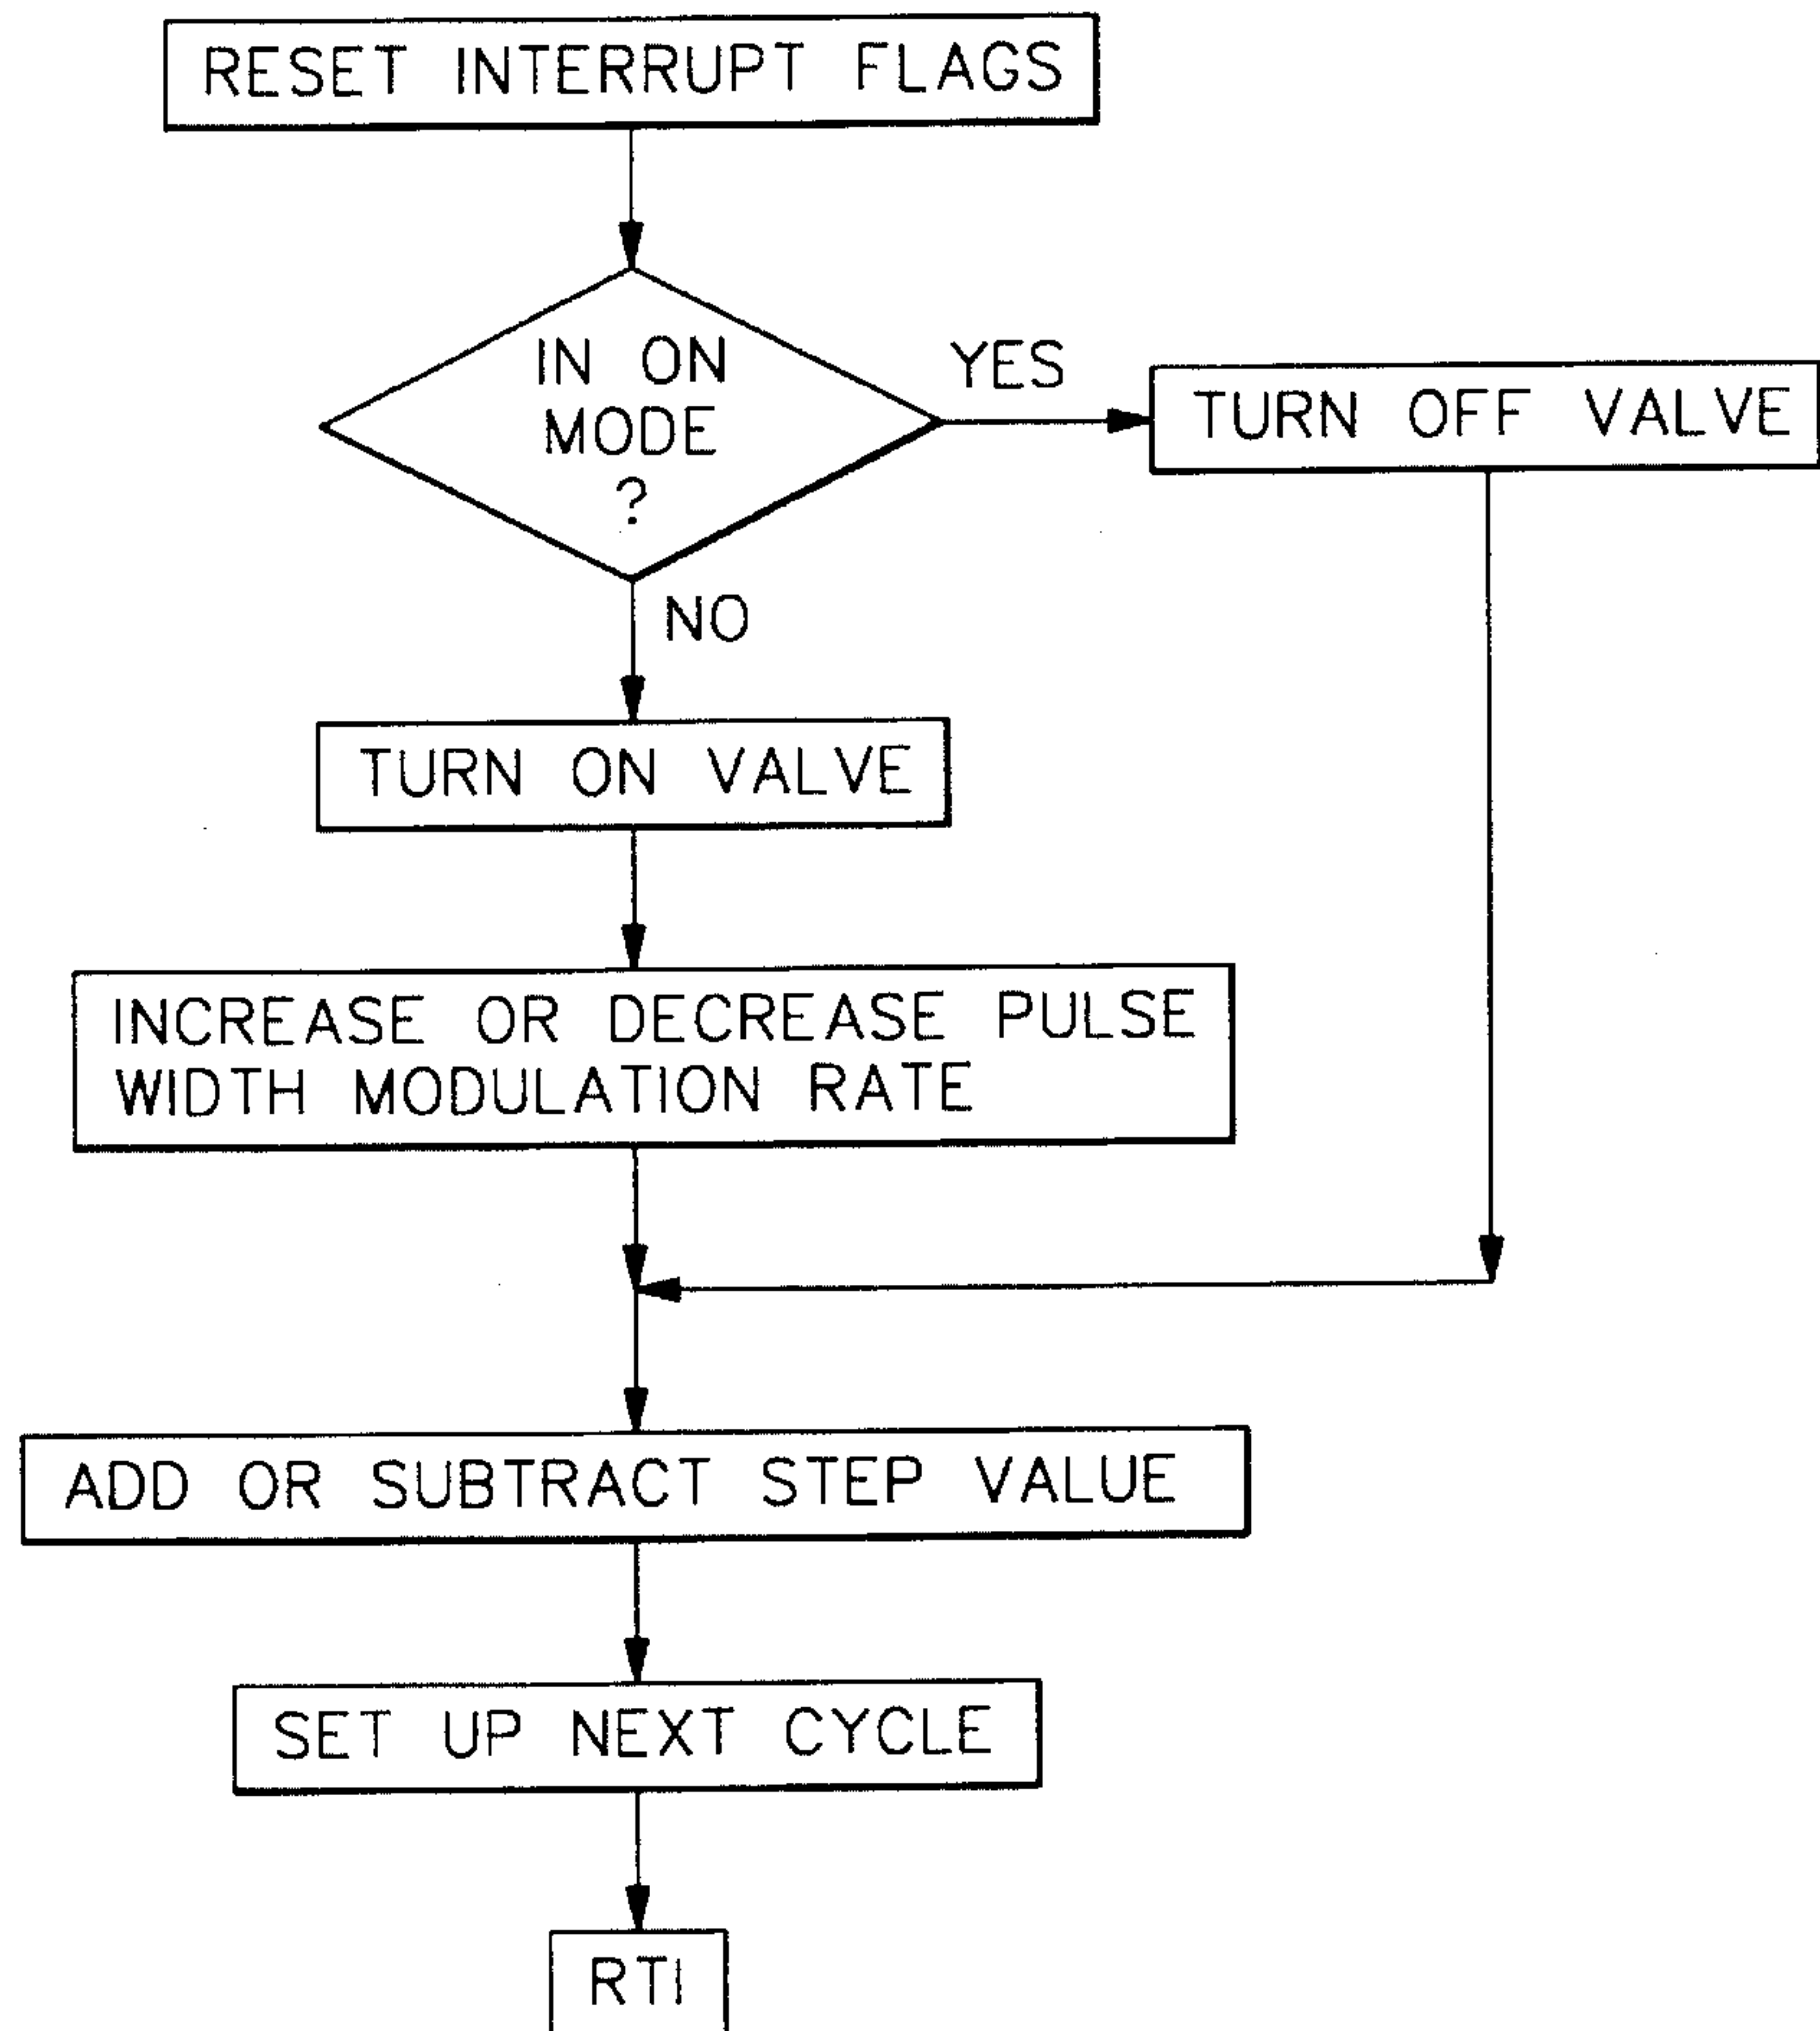 RESET INTERRUPT FLAGS
IN ON
MODE
?
YES
TURN OFF VALVE
NO
TURN ON VALVE
INCREASE OR DECREASE PULSE
WIDTH MODULATION RATE
ADD OR SUBTRACT STEP VALUE
SET UP NEXT CYCLE
RTI